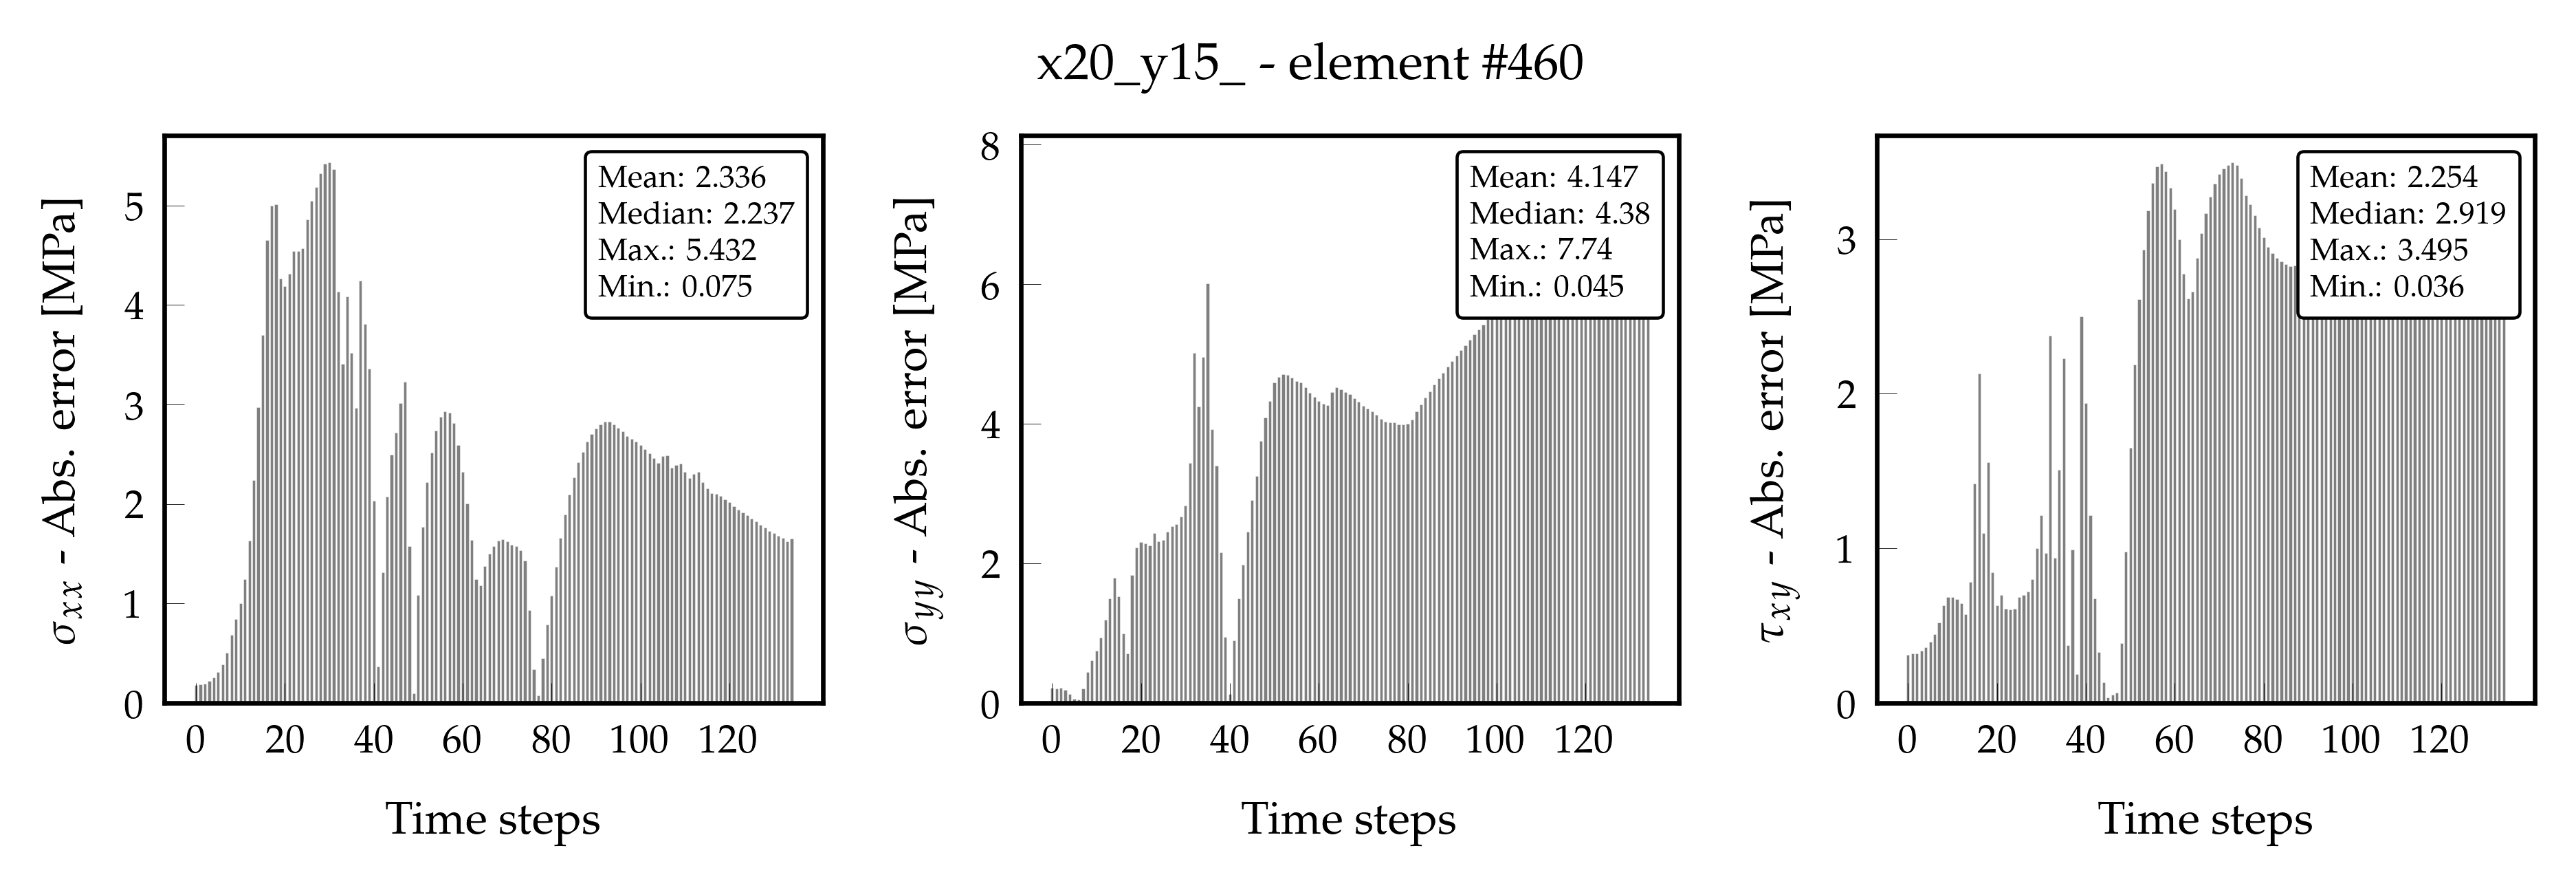 x20_y15_ - element #460
σxx - Abs. error [MPa]
5
4
3
2
1
0
Mean: 2.336
Median: 2.237
Max.: 5.432
Min.: 0.075
0 20 40 60 80 100 120
Time steps
σyy - Abs. error [MPa]
8
6
4
2
0
Mean: 4.147
Median: 4.38
Max.: 7.74
Min.: 0.045
0 20 40 60 80 100 120
Time steps
τxy - Abs. error [MPa]
3
2
1
0
Mean: 2.254
Median: 2.919
Max.: 3.495
Min.: 0.036
0 20 40 60 80 100 120
Time steps